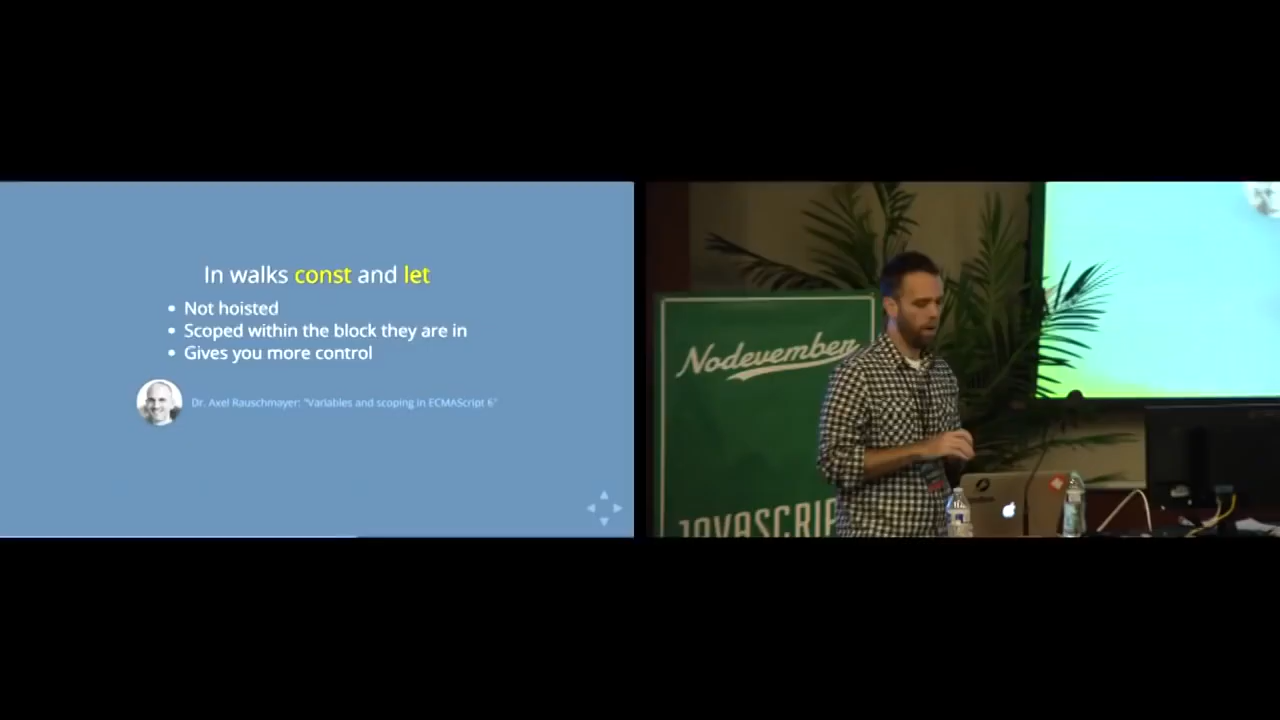 In walks const and let
Not hoisted
Scoped within the block they are in
Gives you more control
Dr. Axel Rauschmayer: "Variables and scoping in ECMAScript 6"
Nodevember
JAVASCRIP